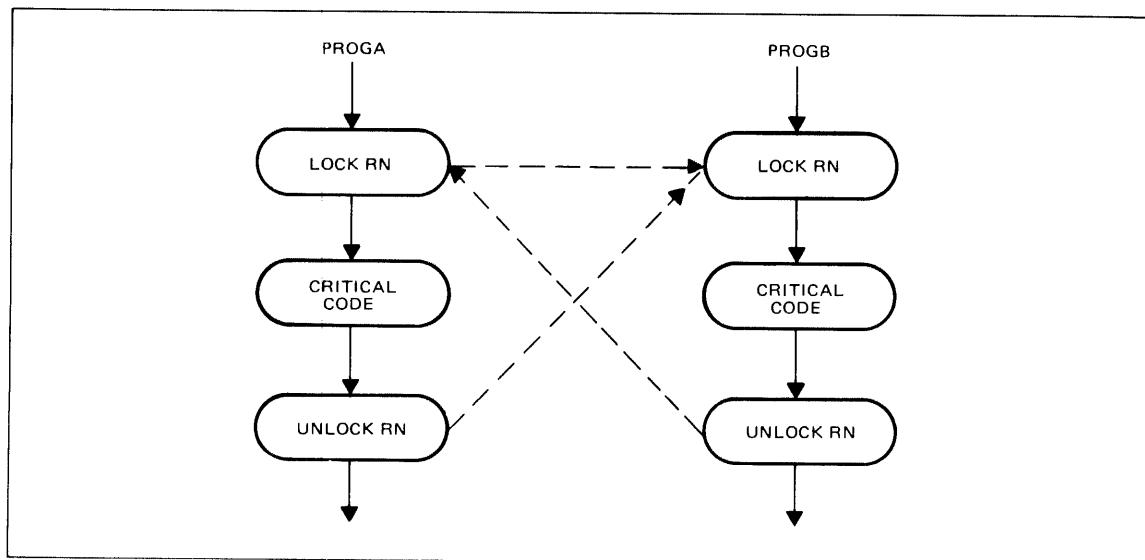 PROGA
PROGB
LOCK RN
LOCK RN
CRITICAL
CODE
CRITICAL
CODE
UNLOCK RN
UNLOCK RN